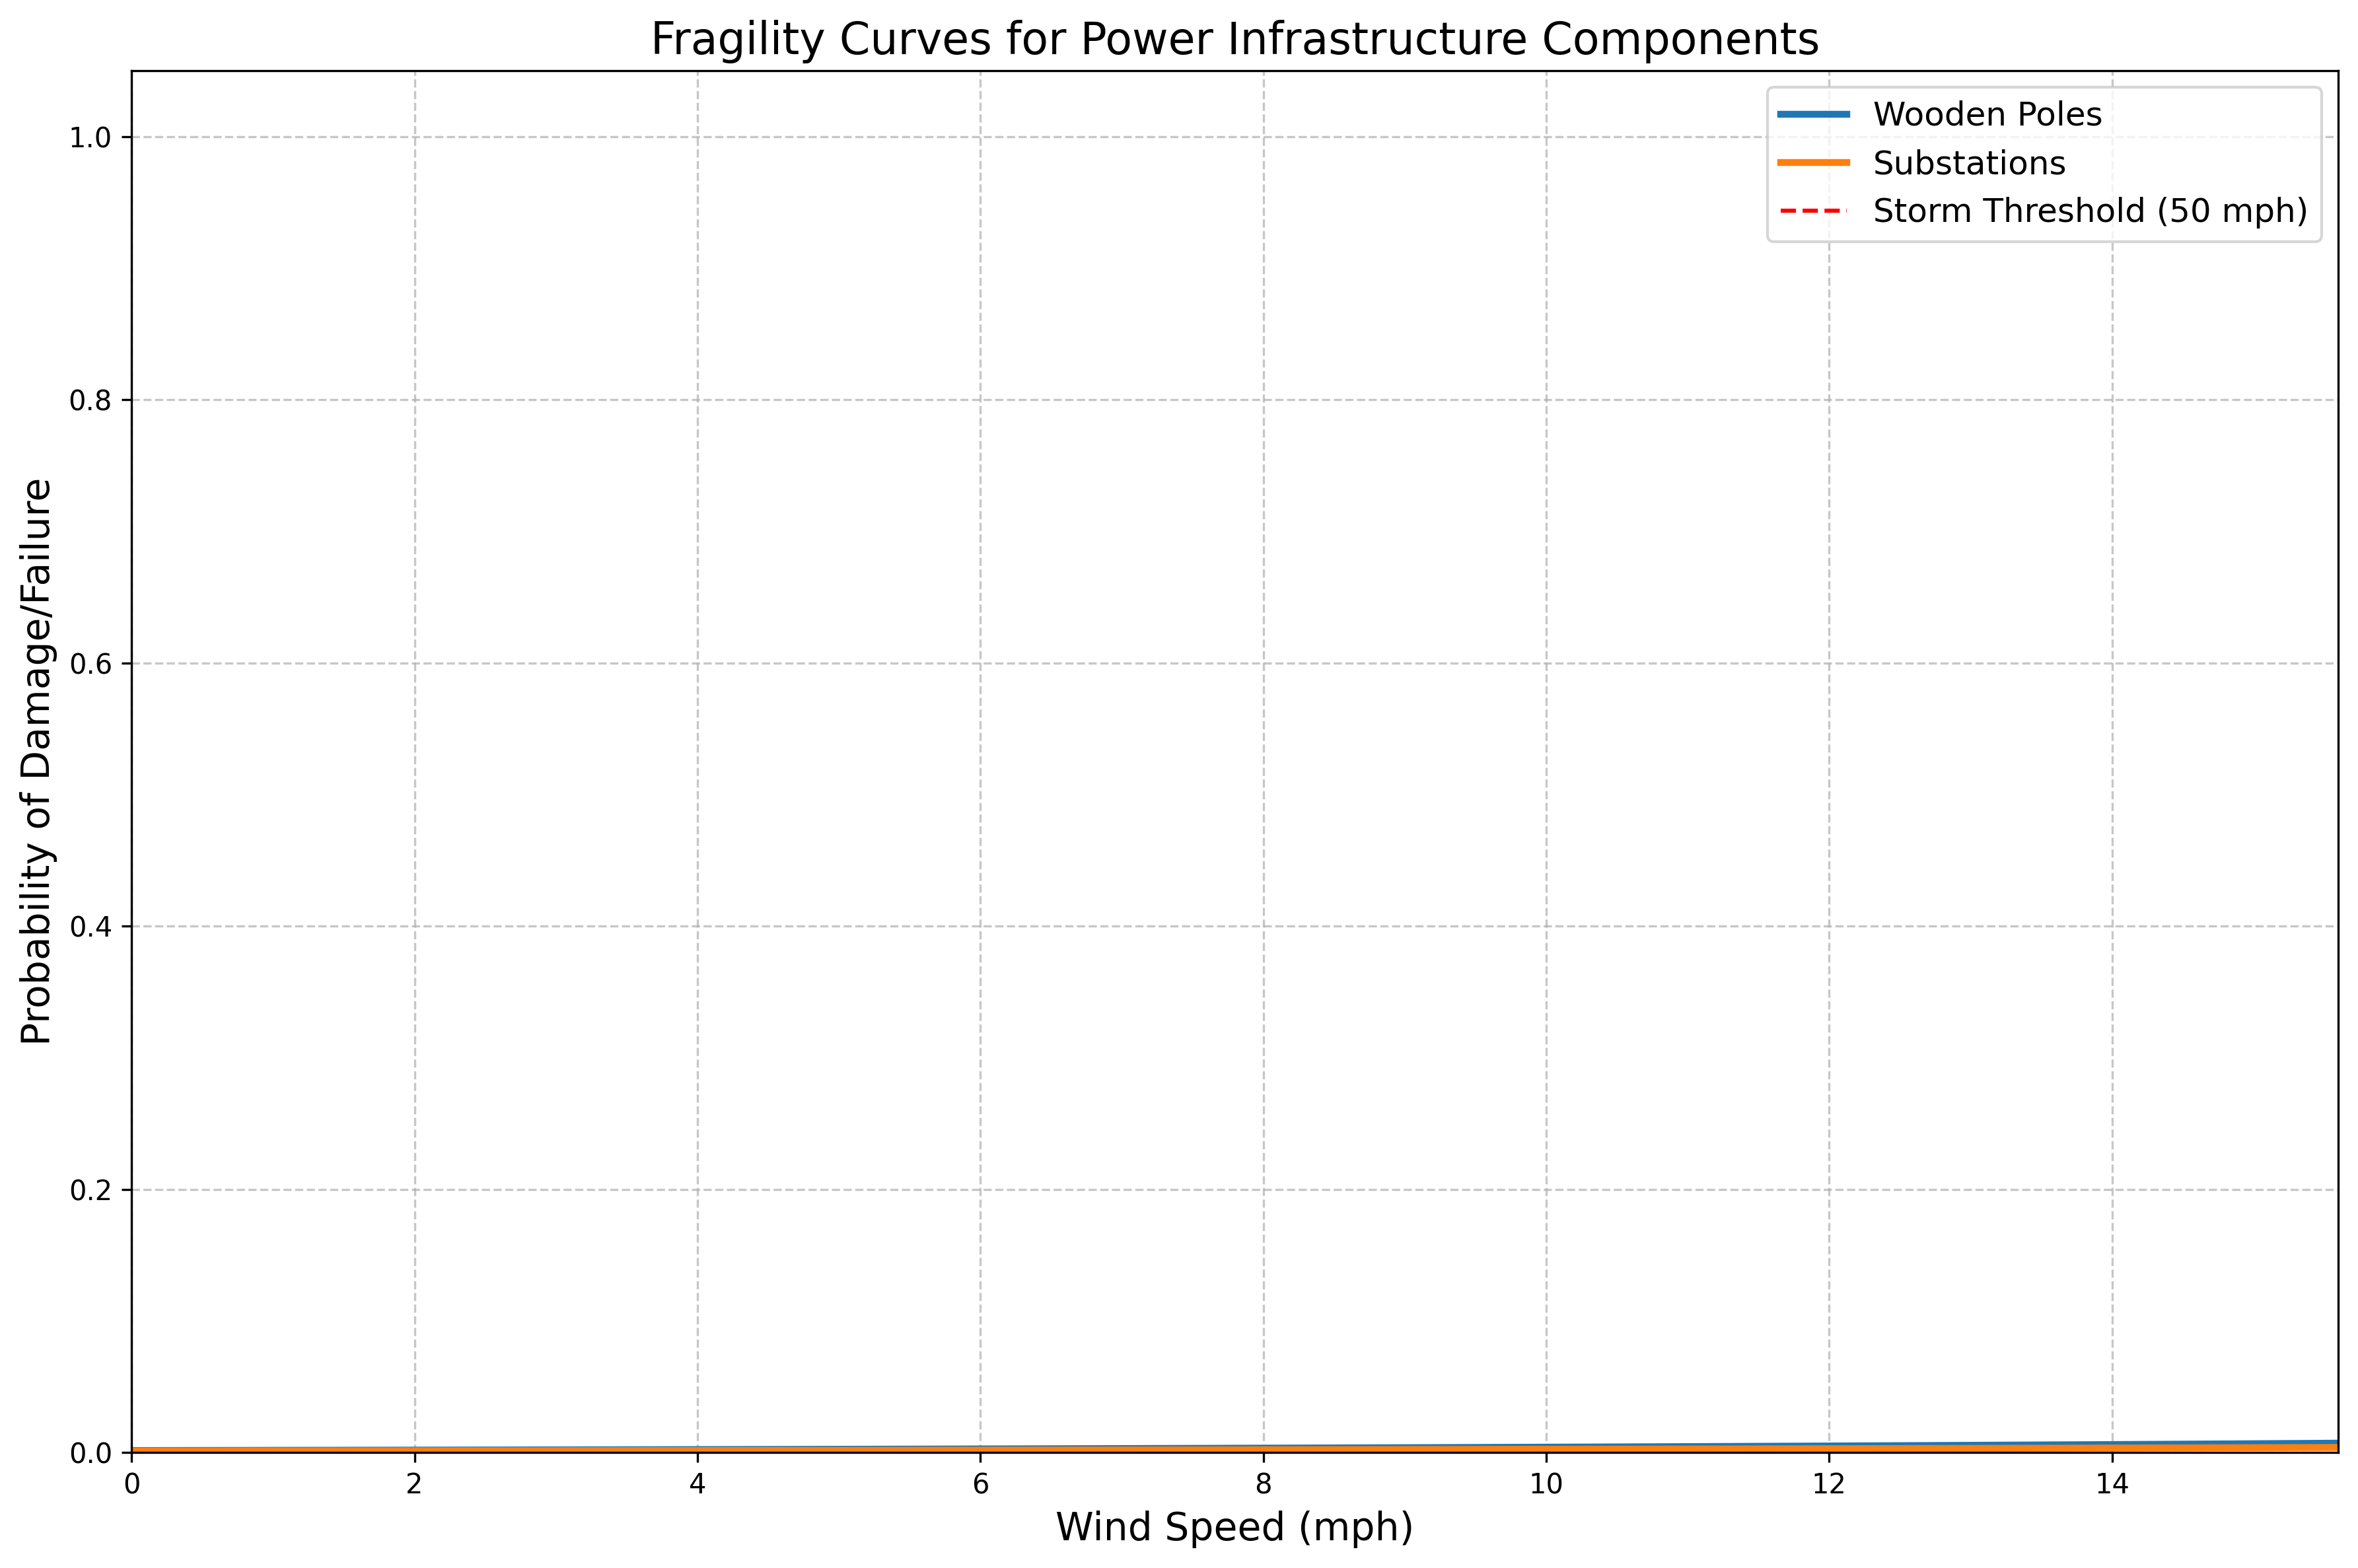 Fragility Curves for Power Infrastructure Components
Wooden Poles
Substations
Storm Threshold (50 mph)
Probability of Damage/Failure
1.0
0.8
0.6
0.4
0.2
0.0
0 2 4 6 8 10 12 14
Wind Speed (mph)